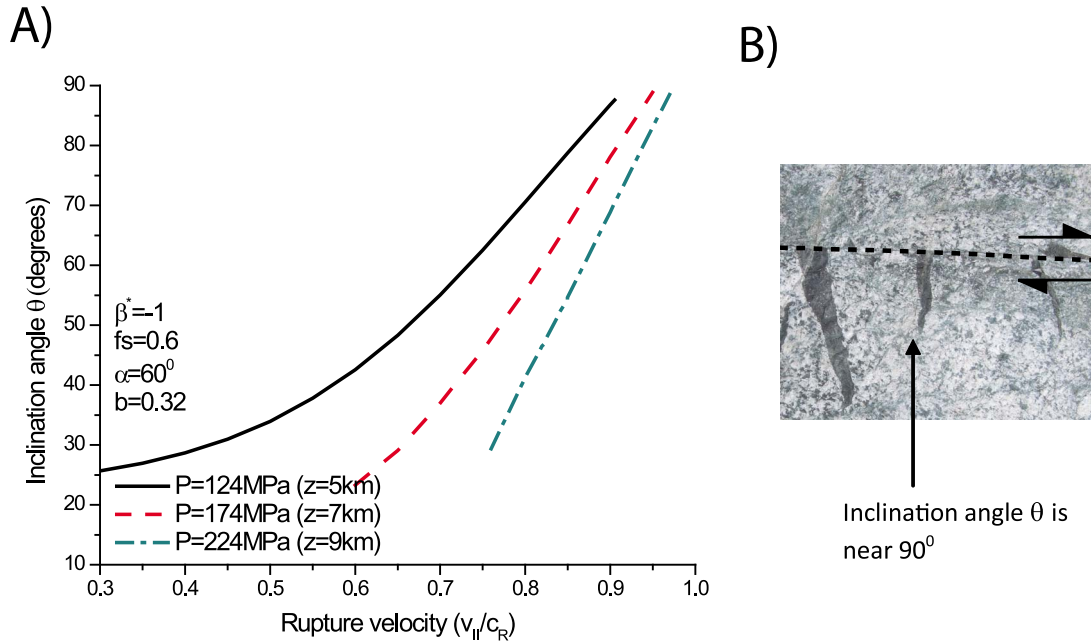 A)
B)
90
80
70
60
50
40
30
20
10
Inclination angle θ (degrees)
β*=-1
fs=0.6
α=60⁰
b=0.32
P=124MPa (z=5km)
P=174MPa (z=7km)
P=224MPa (z=9km)
0.3 0.4 0.5 0.6 0.7 0.8 0.9 1.0
Rupture velocity (v_II/c_R)
Inclination angle θ is
near 90⁰